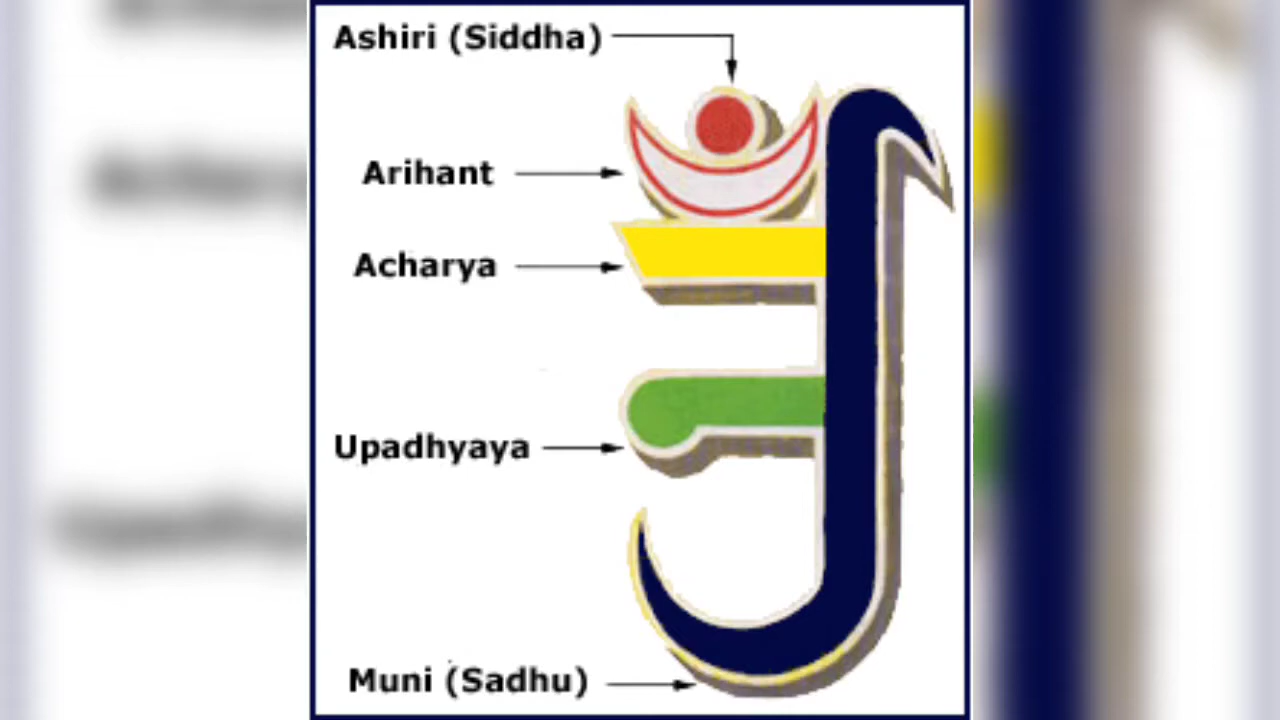 Ashiri (Siddha)
Arihant
Acharya
Upadhyaya
Muni (Sadhu)